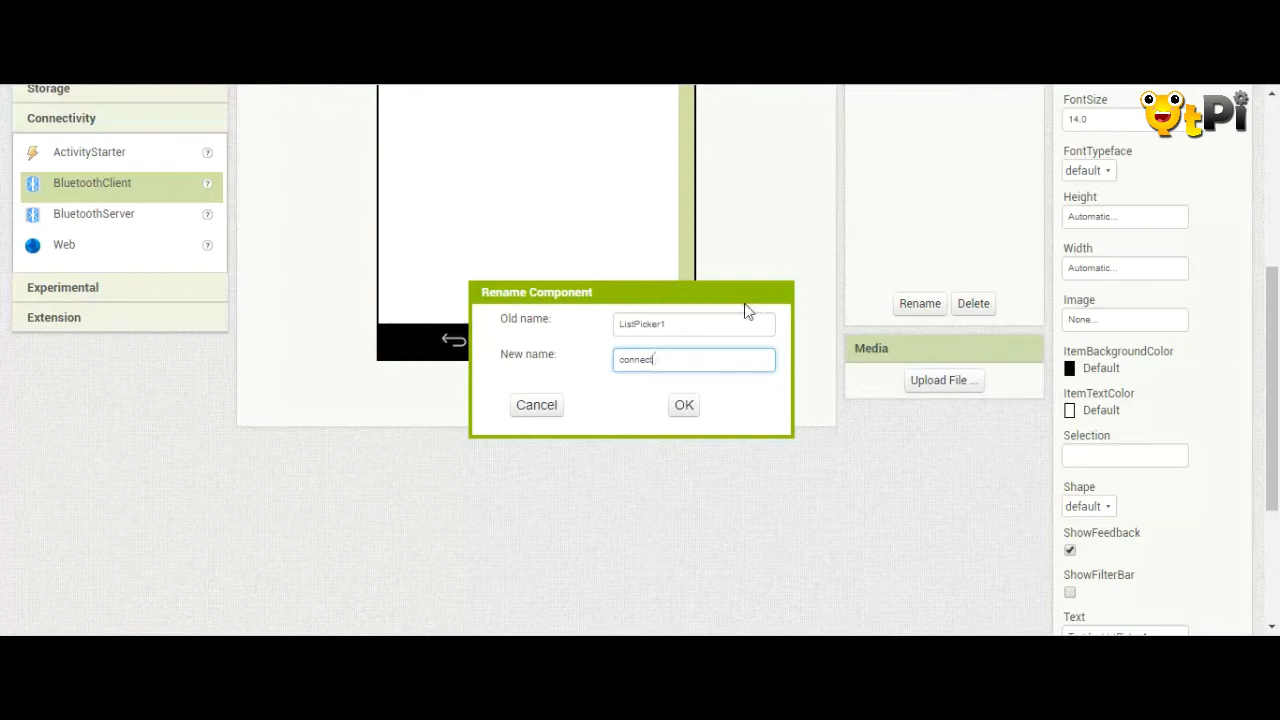 Storage
Connectivity
ActivityStarter
?
BluetoothClient
?
BluetoothServer
?
Web
?
Experimental
Extension
Rename Component
Old name:
ListPicker1
New name:
connect
Cancel
OK
Rename
Delete
Media
Upload File ...
FontSize
14.0
FontTypeface
default
Height
Automatic...
Width
Automatic...
Image
None...
ItemBackgroundColor
Default
ItemTextColor
Default
Selection
Shape
default
ShowFeedback
ShowFilterBar
Text
tPi